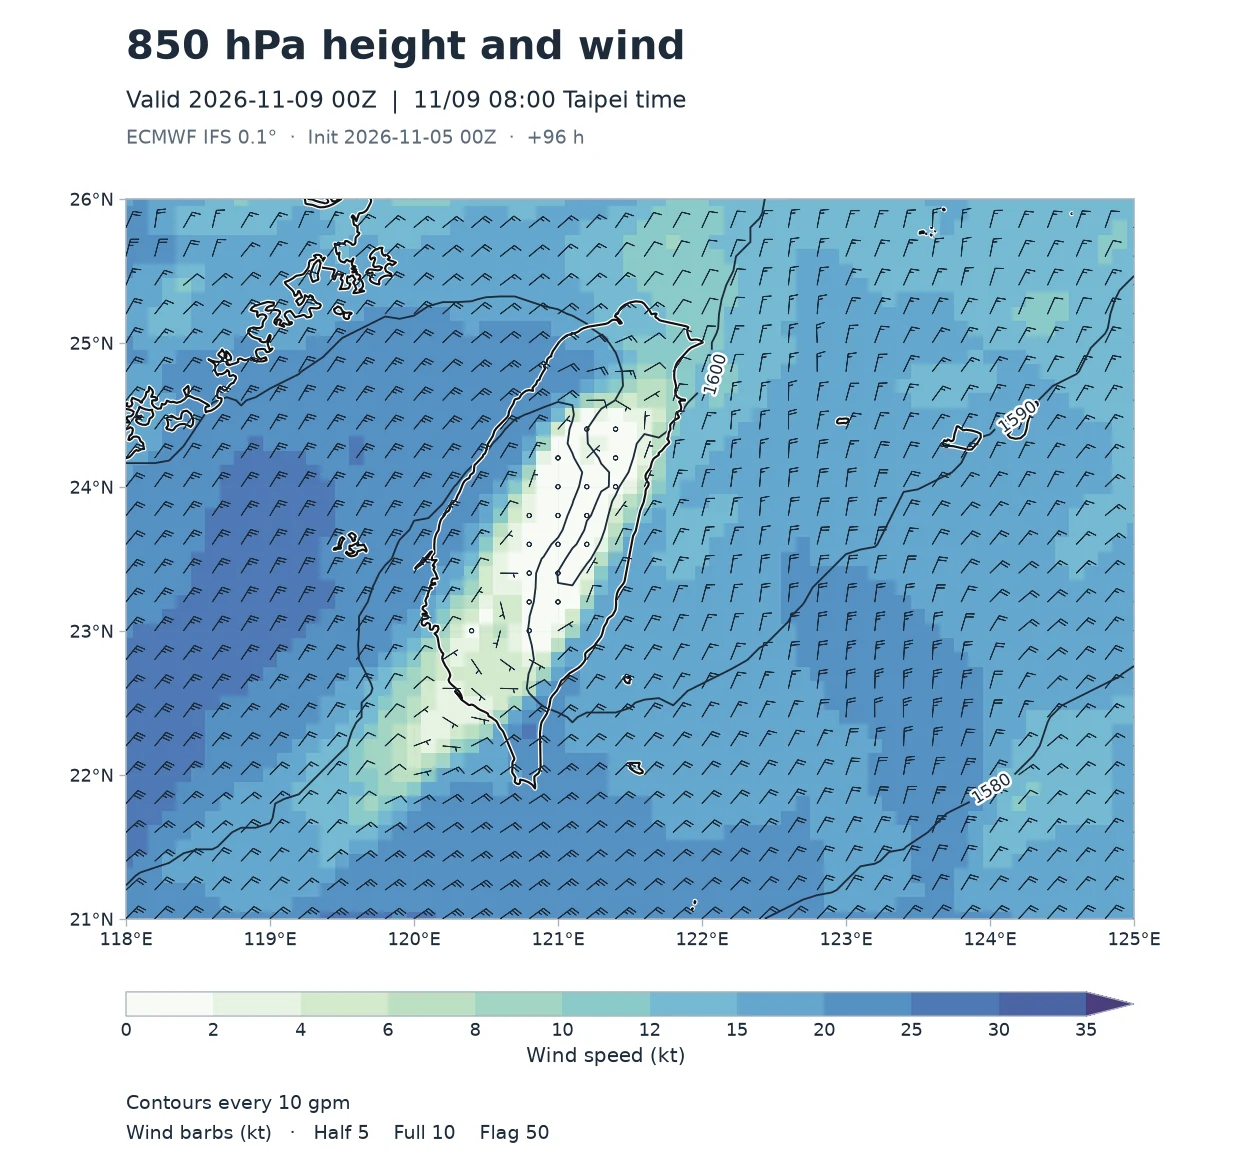 850 hPa height and wind
Valid 2026-11-09 00Z | 11/09 08:00 Taipei time
ECMWF IFS 0.1° · Init 2026-11-05 00Z · +96 h
26°N
25°N
24°N
23°N
22°N
21°N
1600
1590
1580
118°E 119°E 120°E 121°E 122°E 123°E 124°E 125°E
0 2 4 6 8 10 12 15 20 25 30 35
Wind speed (kt)
Contours every 10 gpm
Wind barbs (kt) · Half 5 Full 10 Flag 50